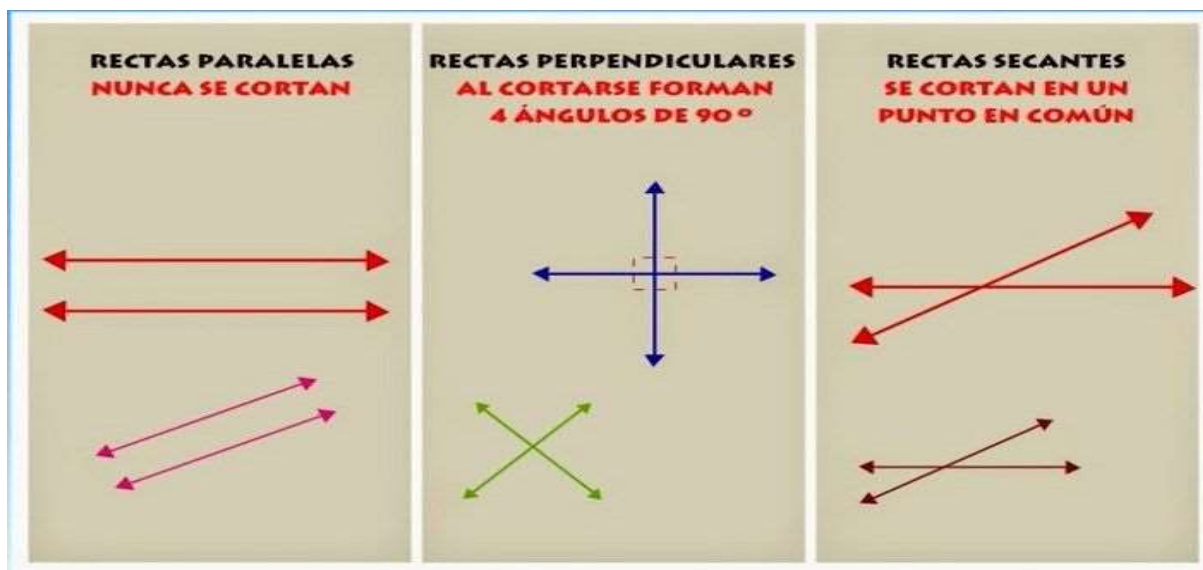 RECTAS PARALELAS
NUNCA SE CORTAN
RECTAS PERPENDICULARES
AL CORTARSE FORMAN
4 ÁNGULOS DE 90º
RECTAS SECANTES
SE CORTAN EN UN
PUNTO EN COMÚN